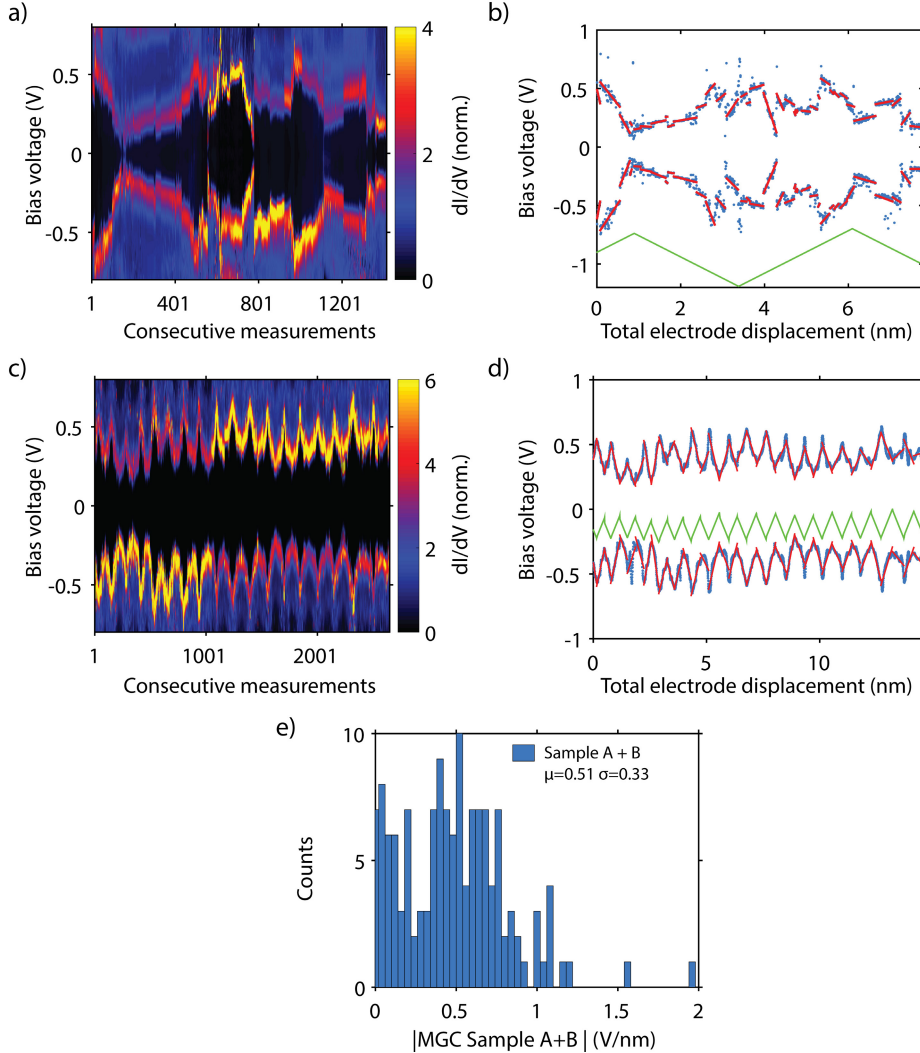 a)
Bias voltage (V)
0.5
0
-0.5
1
401
801
1201
Consecutive measurements
4
2
0
dI/dV (norm.)
b)
Bias voltage (V)
1
0.5
0
-0.5
-1
0
2
4
6
Total electrode displacement (nm)
c)
Bias voltage (V)
0.5
0
-0.5
1
1001
2001
Consecutive measurements
6
4
2
0
dI/dV (norm.)
d)
Bias voltage (V)
1
0.5
0
-0.5
-1
0
5
10
Total electrode displacement (nm)
e)
Counts
10
5
0
Sample A + B
μ=0.51 σ=0.33
0
0.5
1
1.5
2
|MGC Sample A+B| (V/nm)